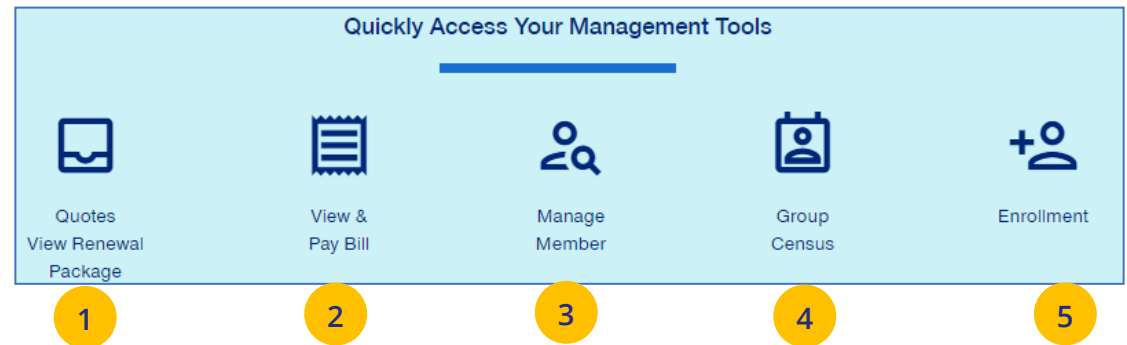 Quickly Access Your Management Tools
Quotes
View Renewal
Package
View &
Pay Bill
Manage
Member
Group
Census
Enrollment
1
2
3
4
5